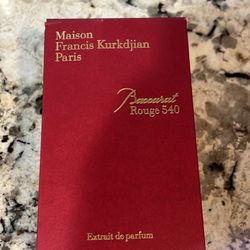 Maison
Francis Kurkdjian
Paris
Baccarat
Rouge 540
Extrait de parfum